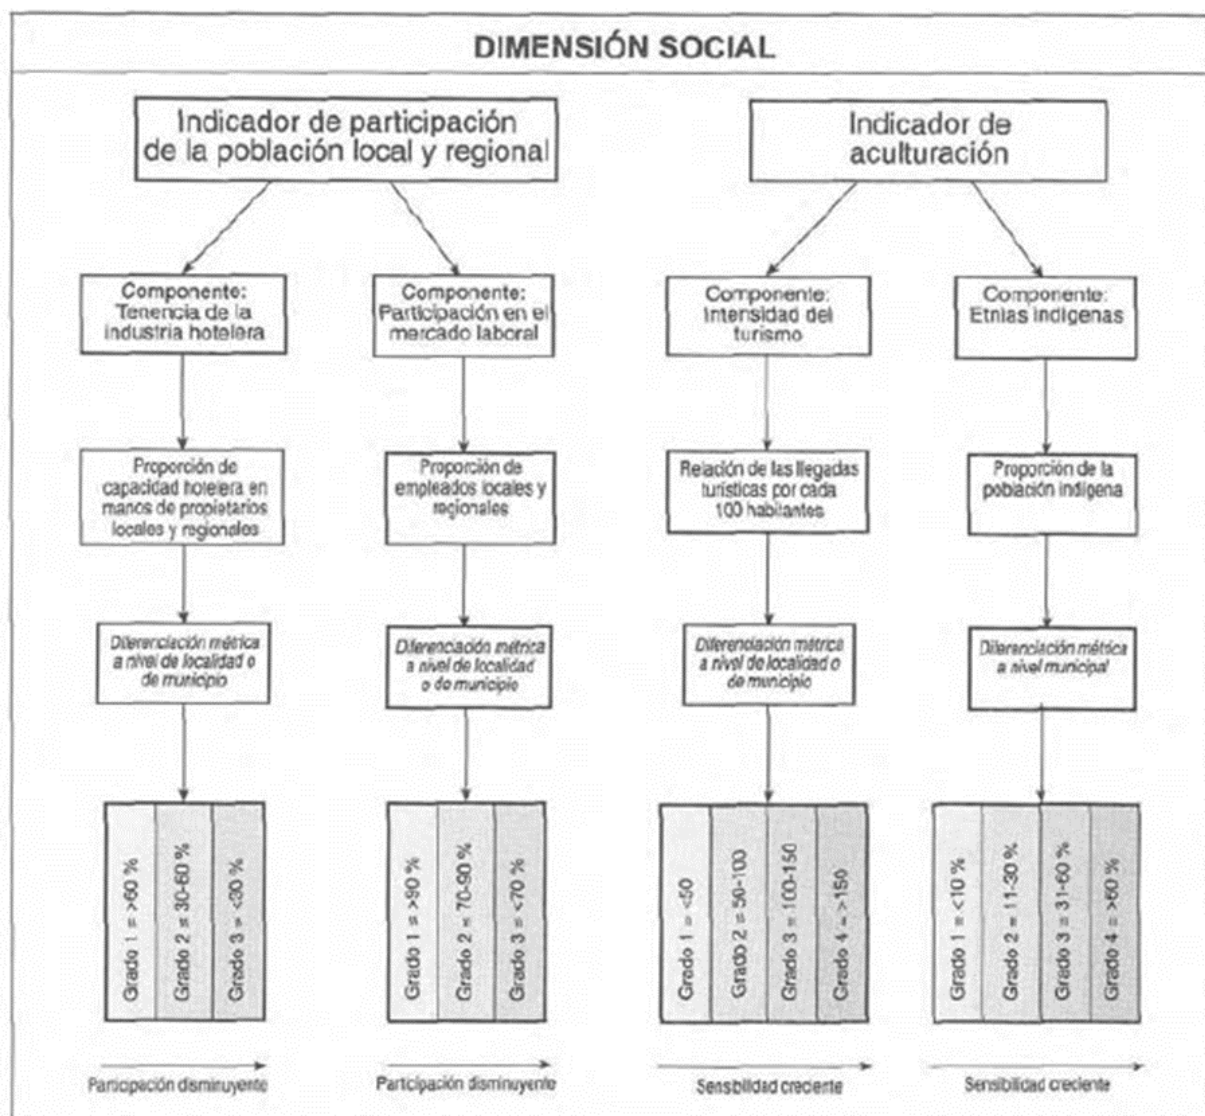 DIMENSIÓN SOCIAL
Indicador de participación
de la población local y regional
Componente:
Tenencia de la
industria hotelera
Proporción de
capacidad hotelera en
manos de propietarios
locales y regionales
Diferenciación métrica
a nivel de localidad o
de municipio
Grado 1 = >60 %
Grado 2 = 30-60 %
Grado 3 = <30 %
Participación disminuyente
Componente:
Participación en el
mercado laboral
Proporción de
empleados locales y
regionales
Diferenciación métrica
a nivel de localidad
o de municipio
Grado 1 = >90 %
Grado 2 = 70-90 %
Grado 3 = <70 %
Participación disminuyente
Indicador de
aculturación
Componente:
Intensidad del
turismo
Relación de las llegadas
turísticas por cada
100 habitantes
Diferenciación métrica
a nivel de localidad o
de municipio
Grado 1 = <50
Grado 2 = 50-100
Grado 3 = 100-150
Grado 4 = >150
Sensibilidad creciente
Componente:
Etnias indígenas
Proporción de la
población indígena
Diferenciación métrica
a nivel municipal
Grado 1 = <10 %
Grado 2 = 11-30 %
Grado 3 = 31-60 %
Grado 4 = >60 %
Sensibilidad creciente